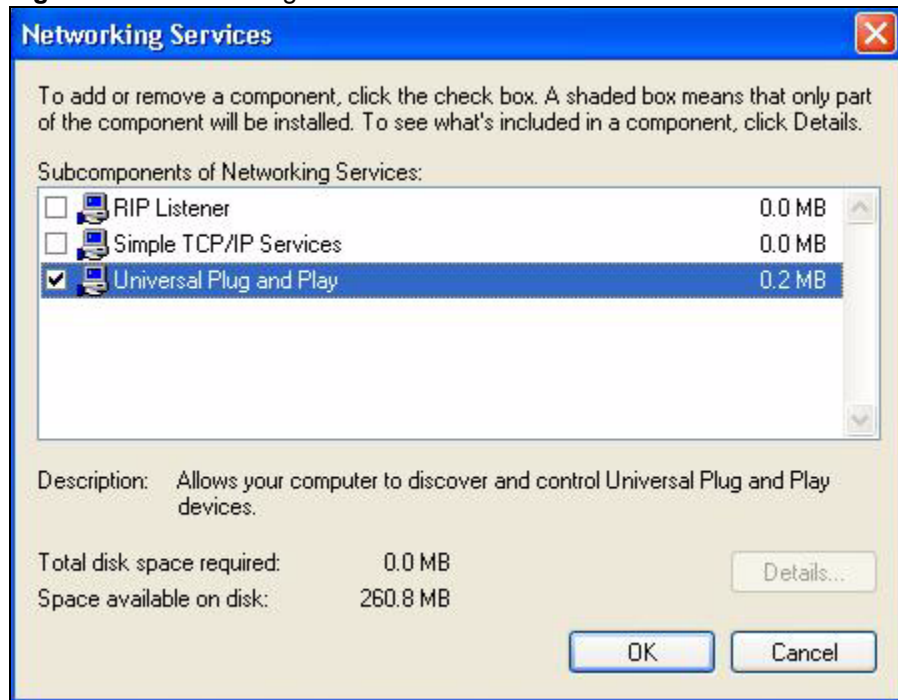 Networking Services
To add or remove a component, click the check box. A shaded box means that only part
of the component will be installed. To see what's included in a component, click Details.
Subcomponents of Networking Services:
RIP Listener 0.0 MB
Simple TCP/IP Services 0.0 MB
Universal Plug and Play 0.2 MB
Description: Allows your computer to discover and control Universal Plug and Play
devices.
Total disk space required: 0.0 MB
Details...
Space available on disk: 260.8 MB
OK Cancel